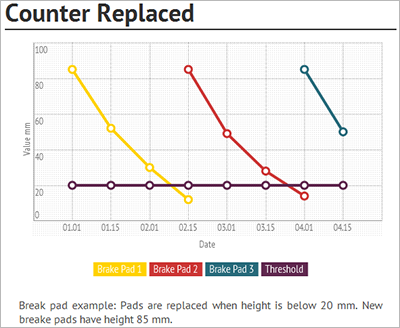 Counter Replaced
100
80
60
40
20
0
Value mm
01.01 01.15 02.01 02.15 03.01 03.15 04.01 04.15
Date
Brake Pad 1 Brake Pad 2 Brake Pad 3 Threshold
Break pad example: Pads are replaced when height is below 20 mm. New
breake pads have height 85 mm.